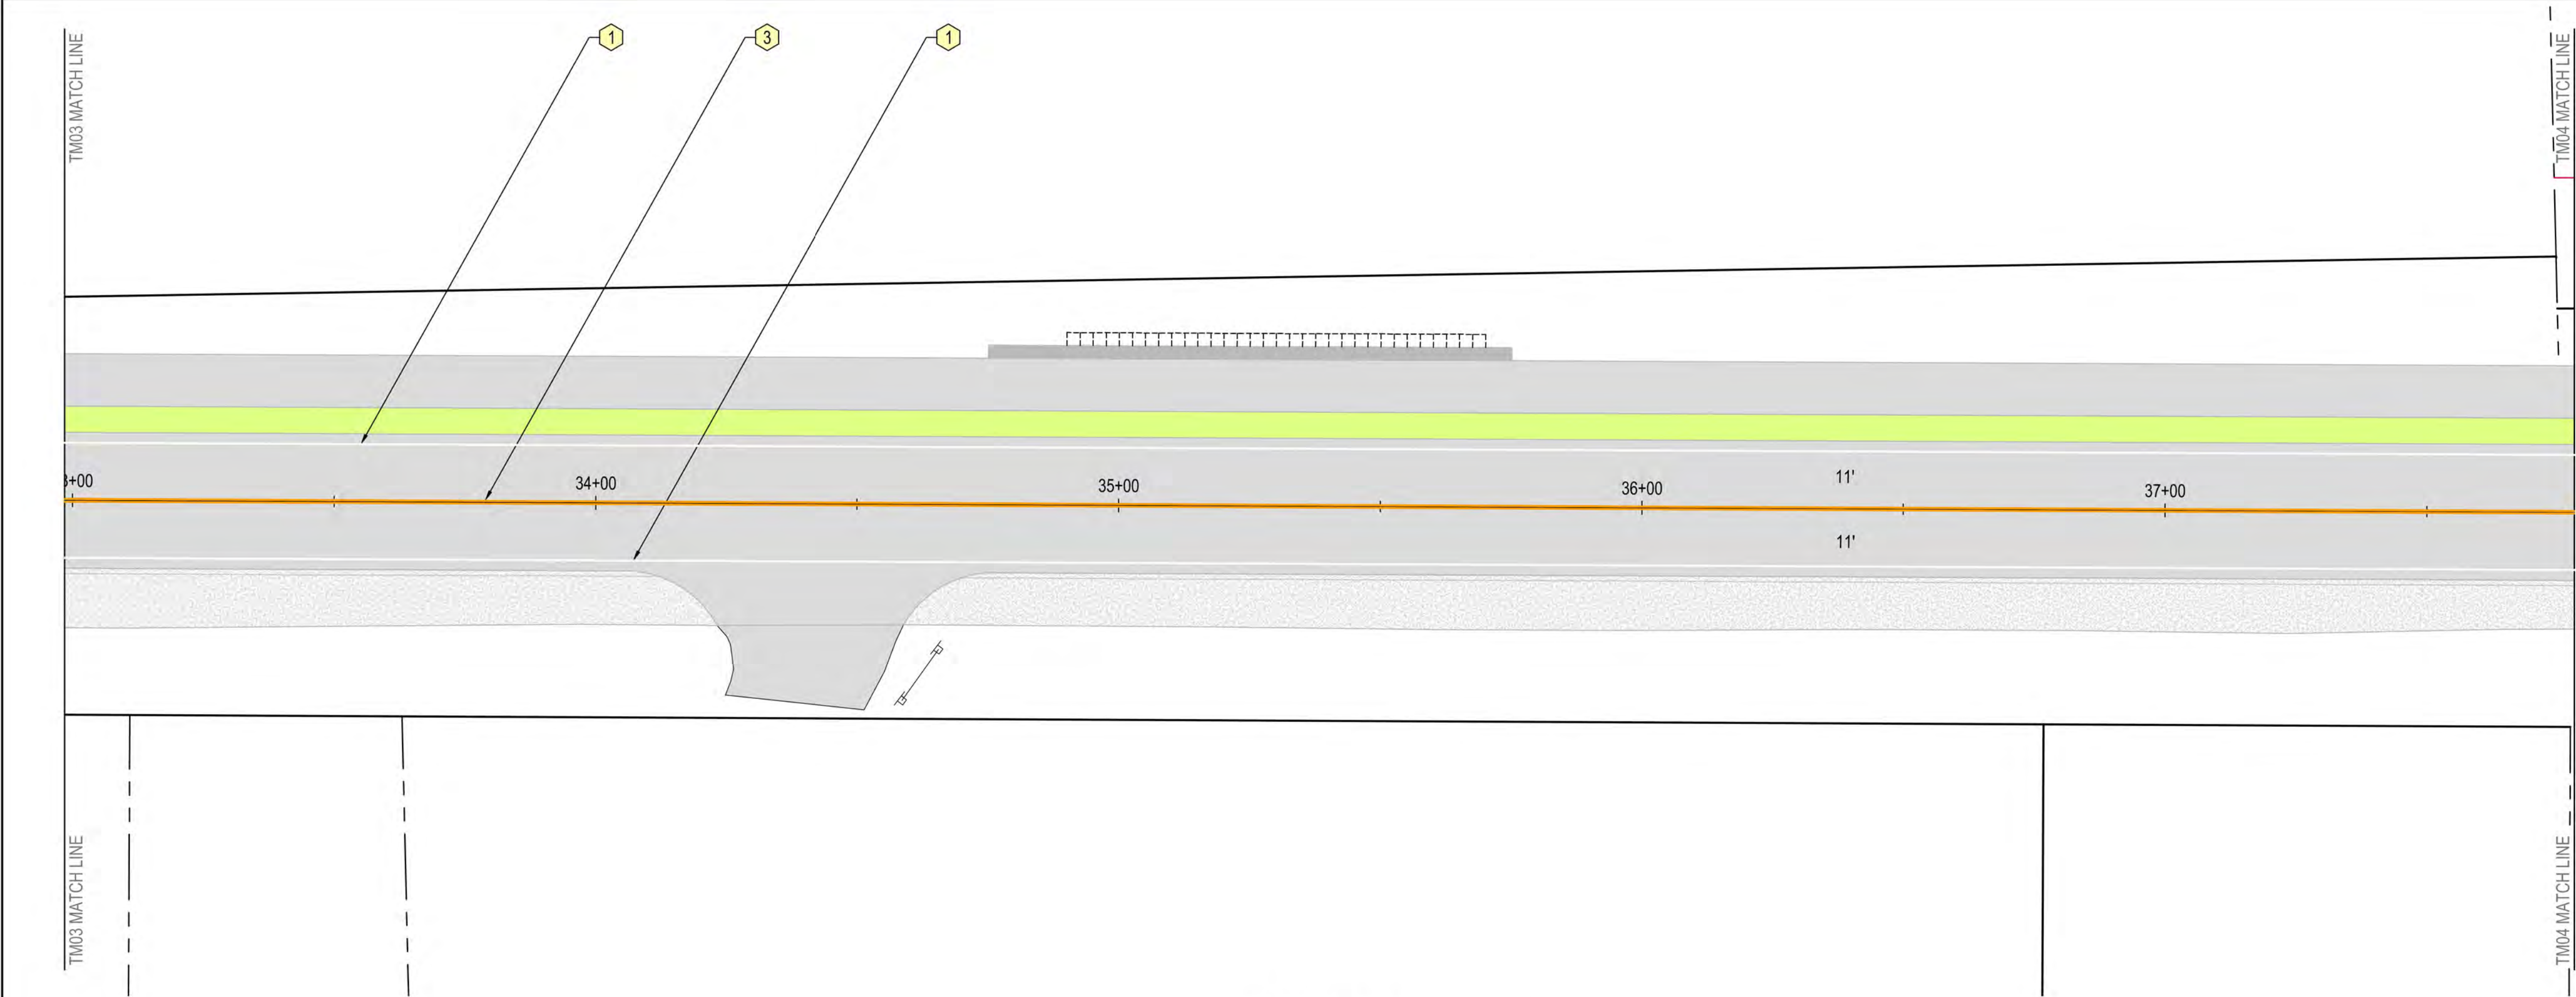 1
3
1
TM03 MATCH LINE
TM04 MATCH LINE
3+00
34+00
35+00
36+00
11'
37+00
11'
TM03 MATCH LINE
TM04 MATCH LINE